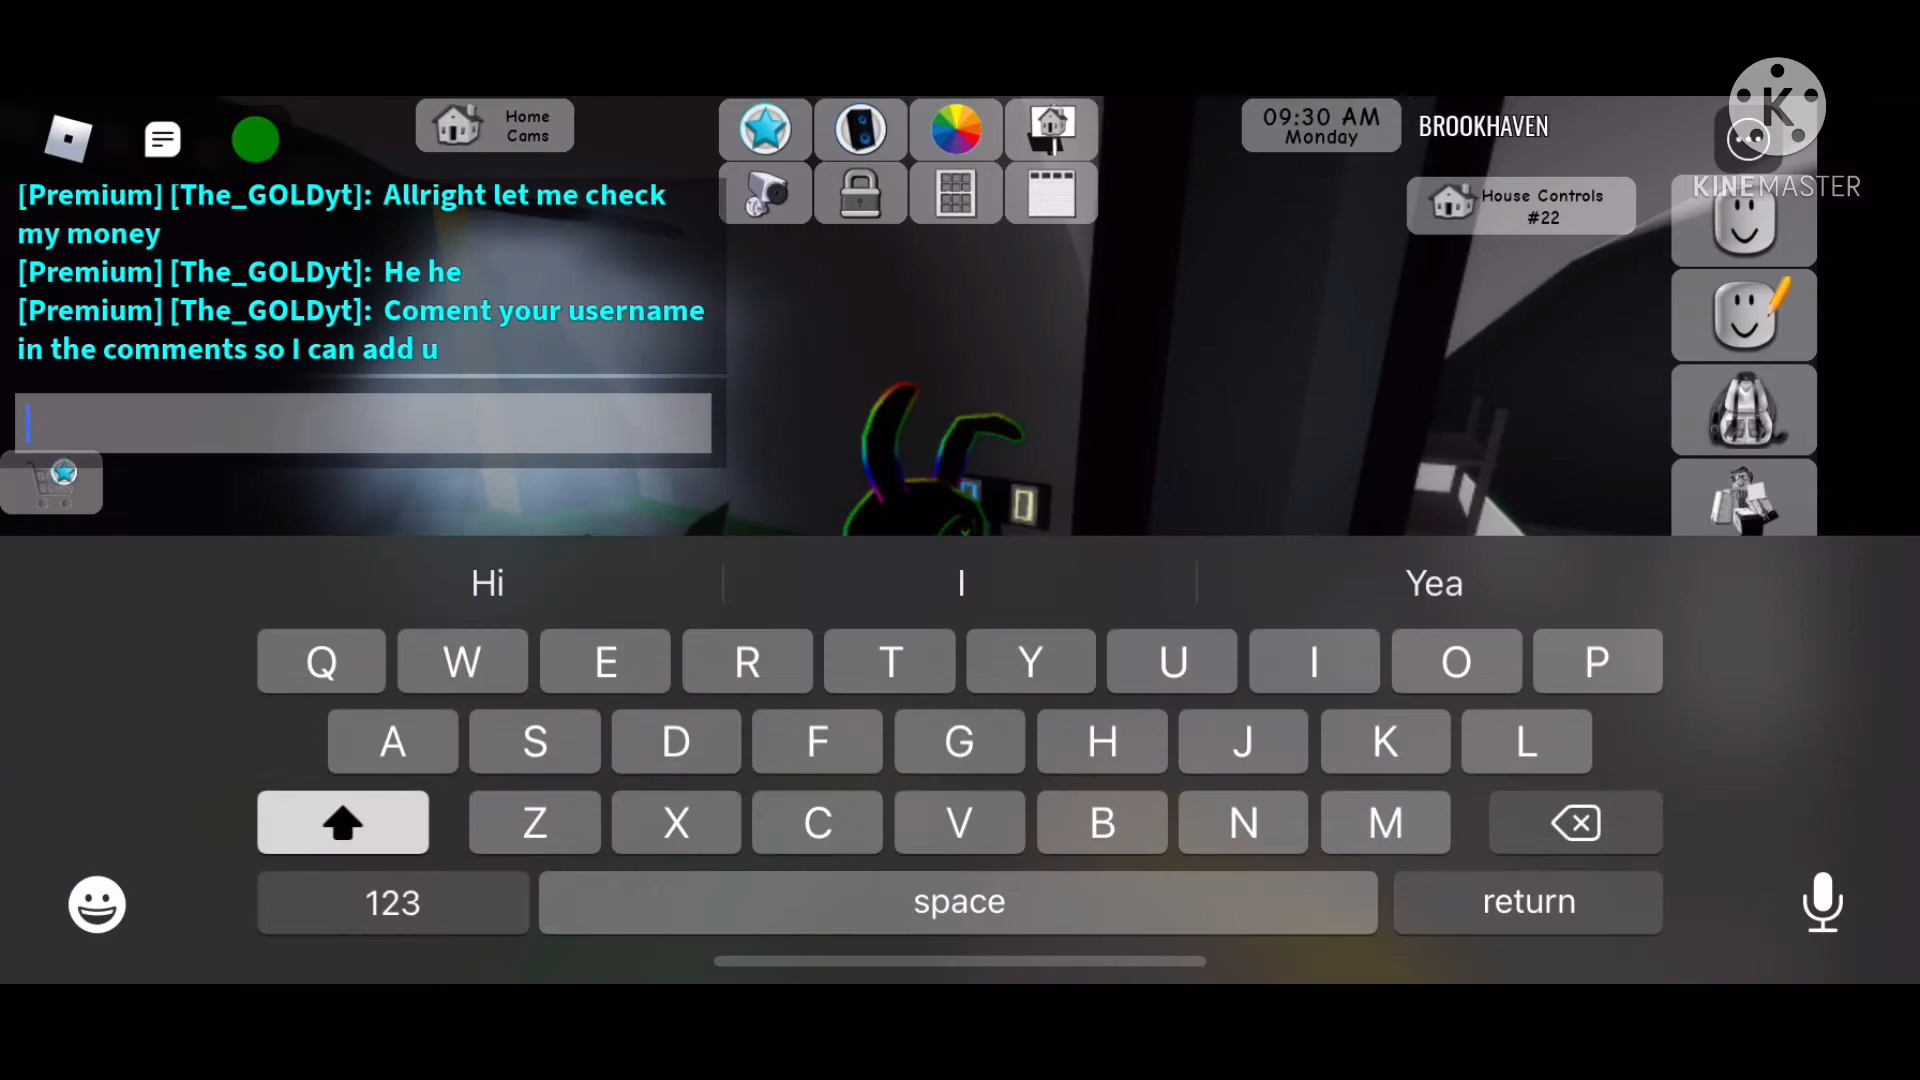 Home
Cams
09:30 AM
Monday
BROOKHAVEN
K
KINEMASTER
House Controls
#22
[Premium] [The_GOLDyt]: Allright let me check
my money
[Premium] [The_GOLDyt]: He he
[Premium] [The_GOLDyt]: Coment your username
in the comments so I can add u
Hi I Yea
Q W E R T Y U I O P
A S D F G H J K L
Z X C V B N M
123 space return